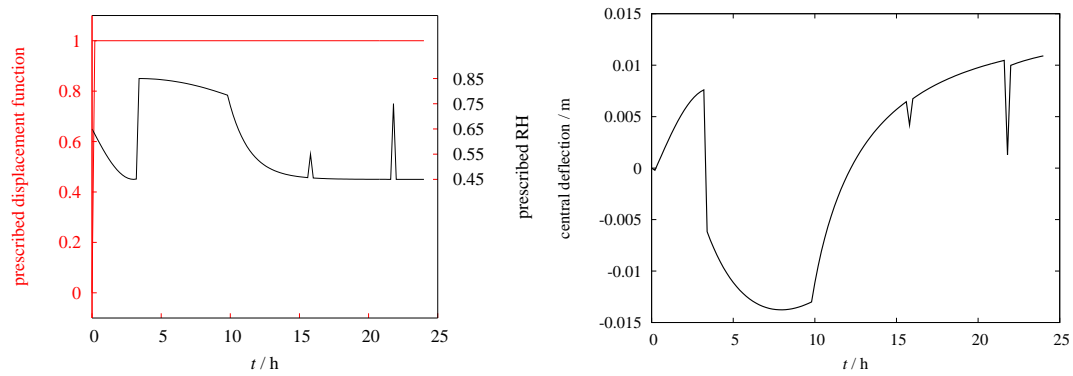 prescribed displacement function
1
0.8
0.6
0.4
0.2
0
0 5 10 15 20 25
t / h
0.85
0.75
0.65
0.55
0.45
prescribed RH
central deflection / m
0.015
0.01
0.005
0
-0.005
-0.01
-0.015
0 5 10 15 20 25
t / h